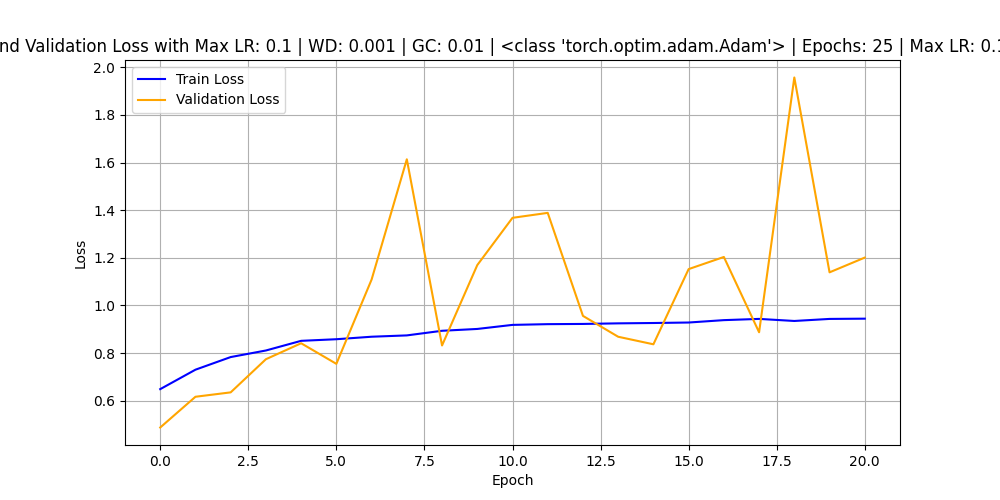 nd Validation Loss with Max LR: 0.1 | WD: 0.001 | GC: 0.01 | <class 'torch.optim.adam.Adam'> | Epochs: 25 | Max LR: 0.1
Train Loss
Validation Loss
2.0
1.8
1.6
1.4
1.2
1.0
0.8
0.6
Loss
0.0 2.5 5.0 7.5 10.0 12.5 15.0 17.5 20.0
Epoch